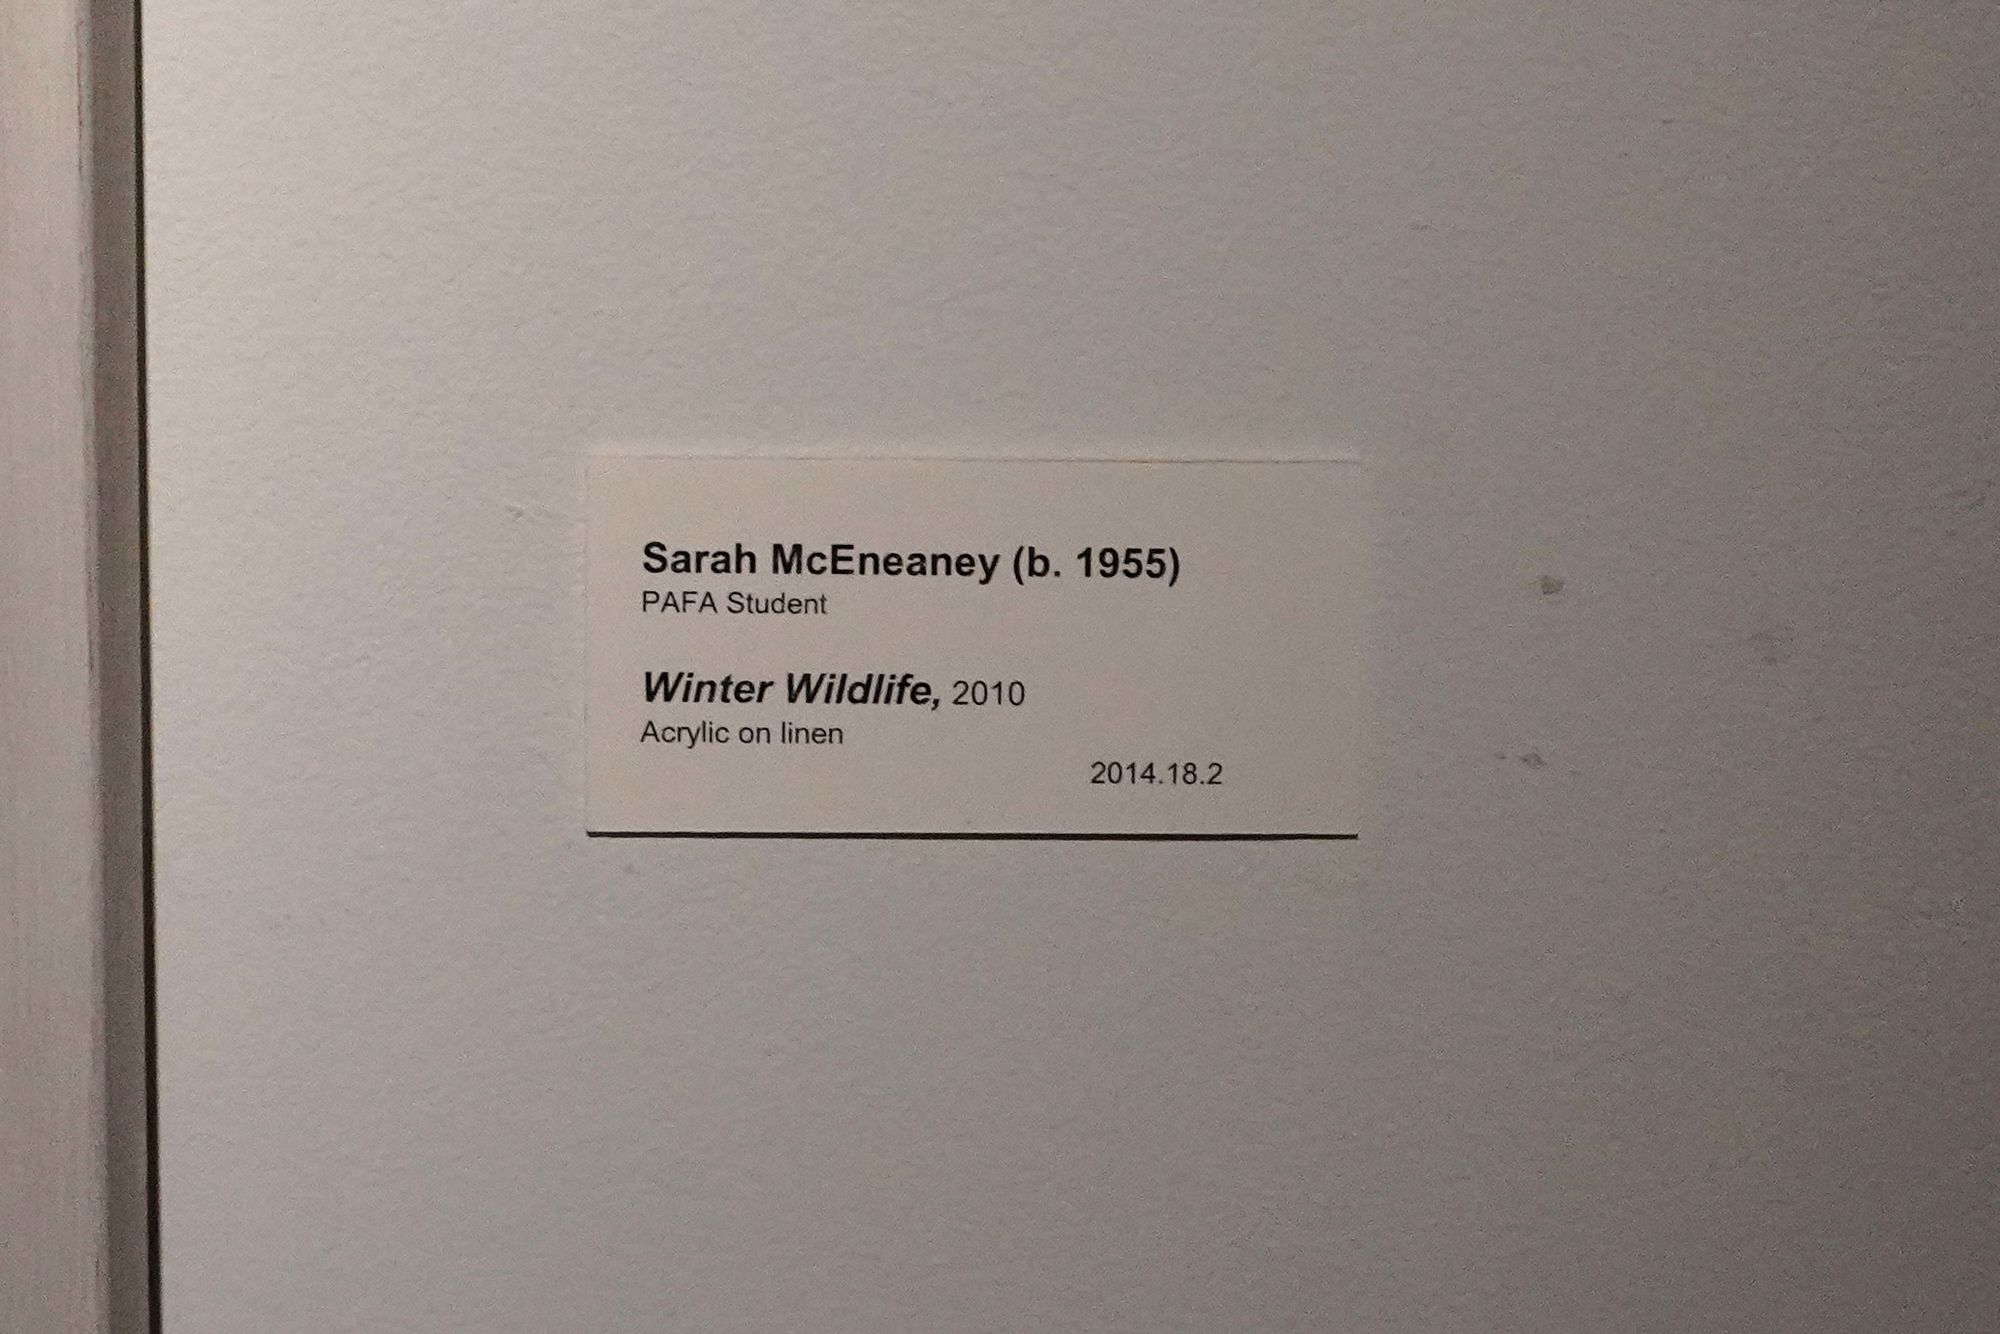 Sarah McEneaney (b. 1955)
PAFA Student
Winter Wildlife, 2010
Acrylic on linen
2014.18.2